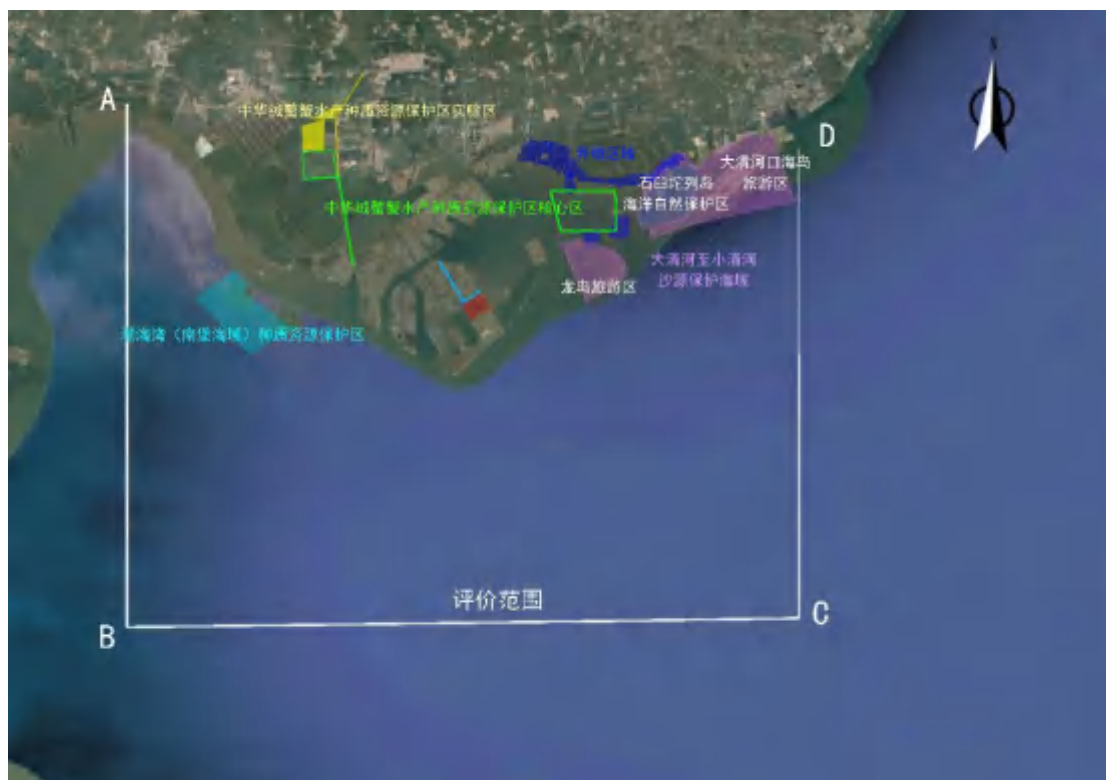 A
中华绒螯蟹水产种质资源保护区实验区
D
养殖区域
大清河口海岛
旅游区
石臼坨列岛
海洋自然保护区
中华绒螯蟹水产种质资源保护区核心区
大清河至小清河
沙源保护海域
龙岛旅游区
渤海湾（南堡海域）种质资源保护区
评价范围
B
C